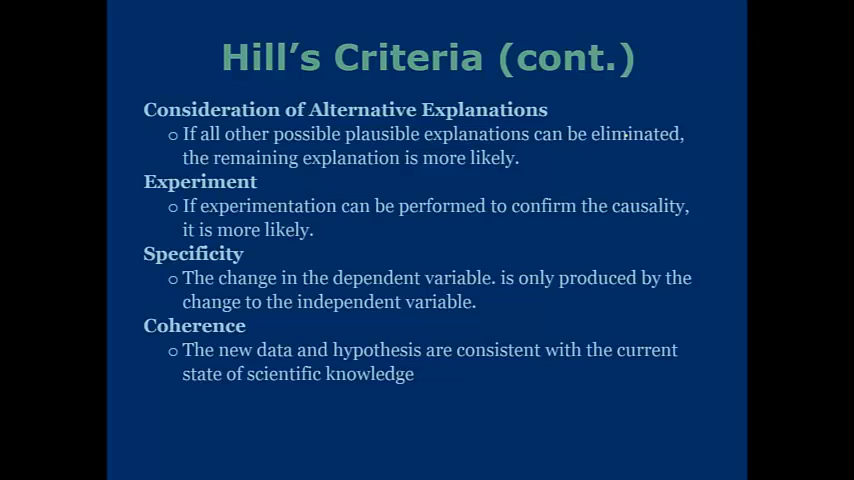 Hill’s Criteria (cont.)
Consideration of Alternative Explanations
o If all other possible plausible explanations can be eliminated,
the remaining explanation is more likely.
Experiment
o If experimentation can be performed to confirm the causality,
it is more likely.
Specificity
o The change in the dependent variable. is only produced by the
change to the independent variable.
Coherence
o The new data and hypothesis are consistent with the current
state of scientific knowledge